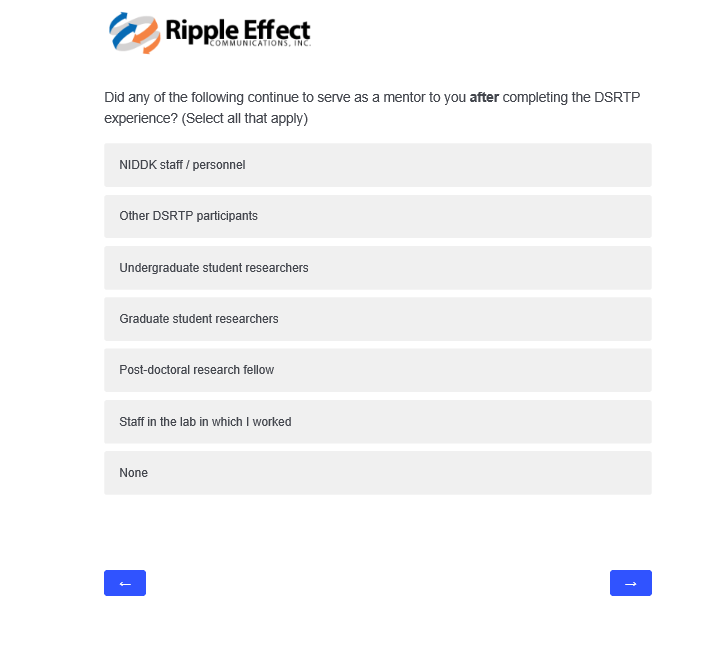 Ripple Effect
COMMUNICATIONS, INC.
Did any of the following continue to serve as a mentor to you after completing the DSRTP
experience? (Select all that apply)
NIDDK staff / personnel
Other DSRTP participants
Undergraduate student researchers
Graduate student researchers
Post-doctoral research fellow
Staff in the lab in which I worked
None
←
→